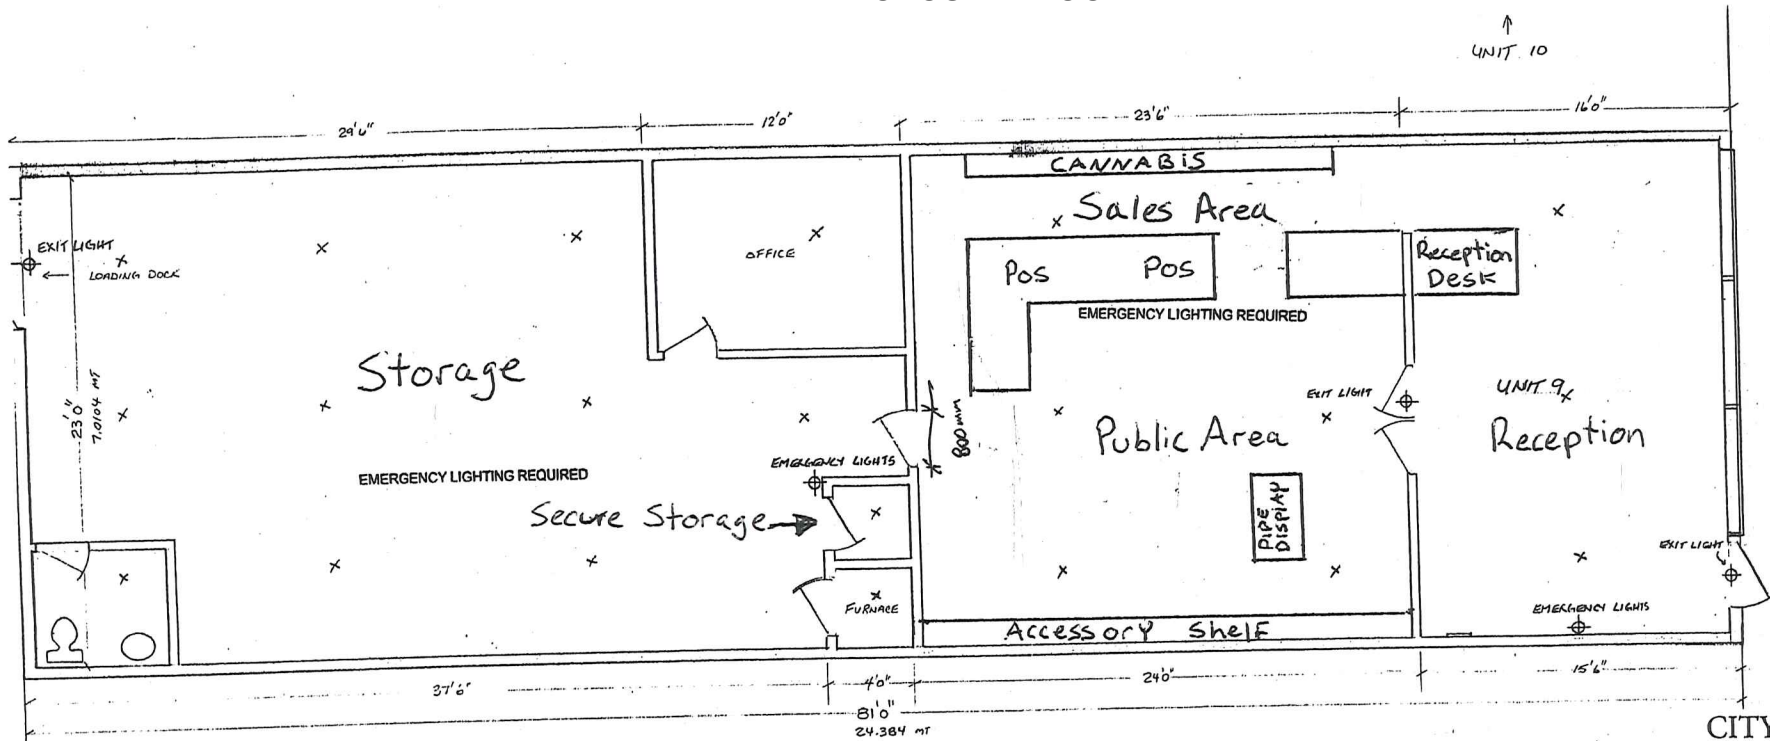 ↑
UNIT 10
29'6" 12'0" 23'6" 16'0"
CANNABIS
Sales Area
EXIT LIGHT
← LOADING DOCK
OFFICE
POS POS
Reception
Desk
EMERGENCY LIGHTING REQUIRED
Storage
23'0"
7.0104 MT
800mm
EXIT LIGHT
UNIT 9
Public Area
Reception
EMERGENCY LIGHTING REQUIRED
EMERGENCY LIGHTS
Secure Storage →
PIPE
DISPLAY
EXIT LIGHT
FURNACE
EMERGENCY LIGHTS
Accessory Shelf
37'6" 4'0" 24'0" 15'6"
81'0"
24.384 MT
CITY